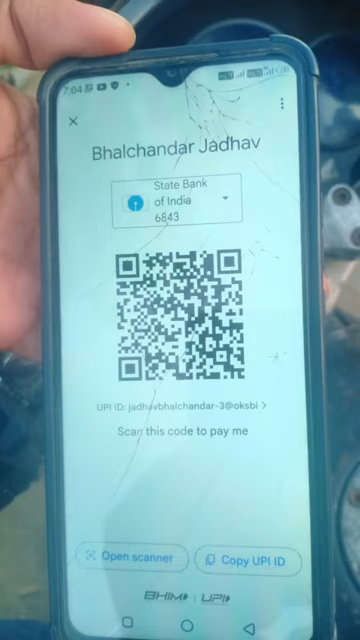 7:04
Bhalchandar Jadhav
State Bank
of India
6843
UPI ID: jadhavbhalchandar-3@oksbi >
Scan this code to pay me
Open scanner
Copy UPI ID
BHIM | UPI